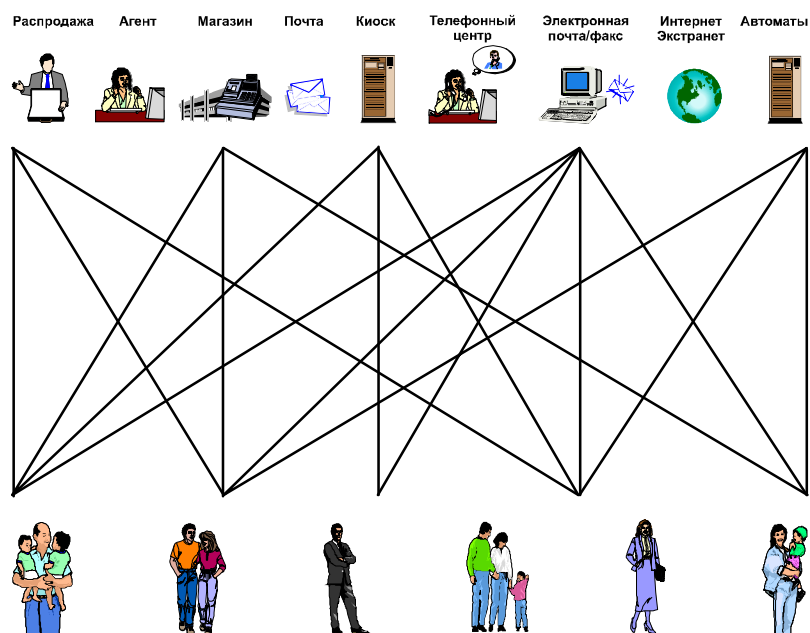 Распродажа
Агент
Магазин
Почта
Киоск
Телефонный
центр
Электронная
почта/факс
Интернет
Экстранет
Автоматы